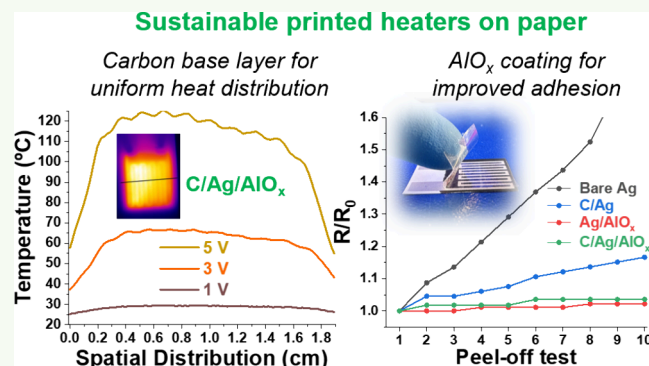 Sustainable printed heaters on paper
Carbon base layer for
uniform heat distribution
Temperature (ºC)
120
110
100
90
80
70
60
50
40
30
20
C/Ag/AlOₓ
5 V
3 V
1 V
0.0 0.2 0.4 0.6 0.8 1.0 1.2 1.4 1.6 1.8
Spatial Distribution (cm)
AlOₓ coating for
improved adhesion
R/R₀
1.6
1.5
1.4
1.3
1.2
1.1
1.0
Bare Ag
C/Ag
Ag/AlOₓ
C/Ag/AlOₓ
1 2 3 4 5 6 7 8 9 10
Peel-off test